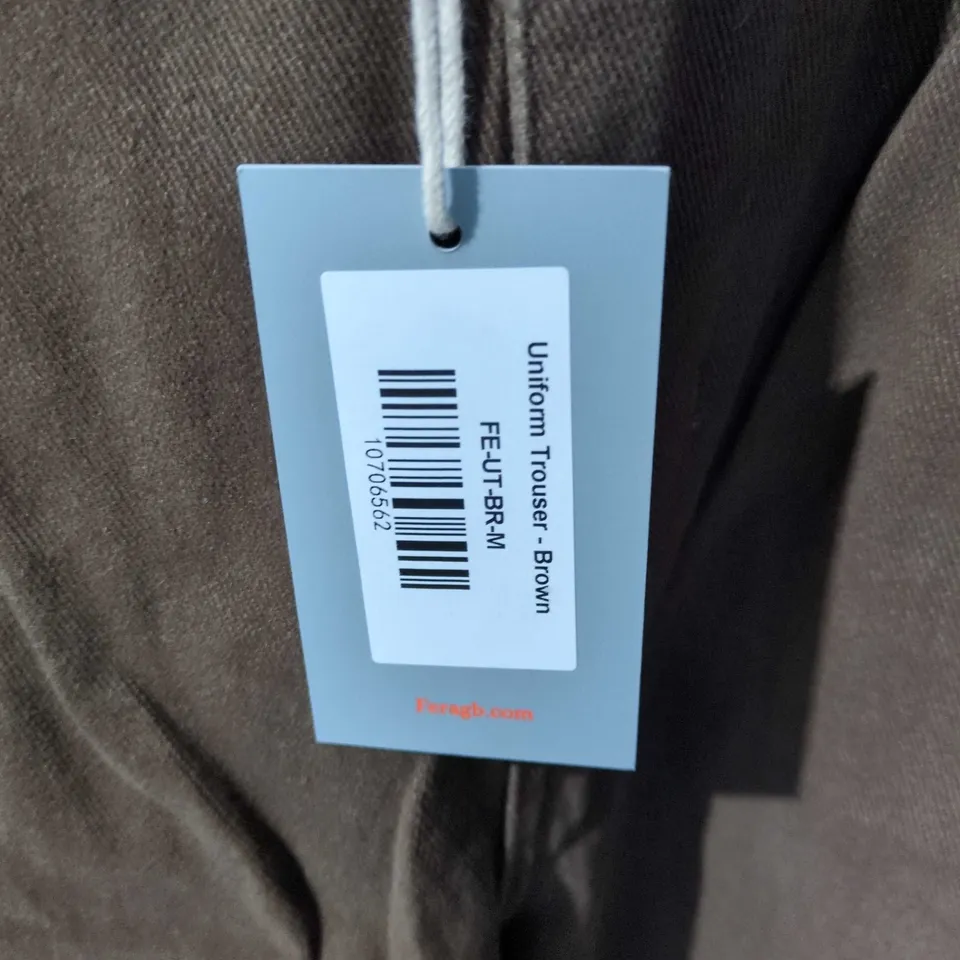 Uniform Trouser - Brown
FE-UT-BR-M
10706562
Feragb.com